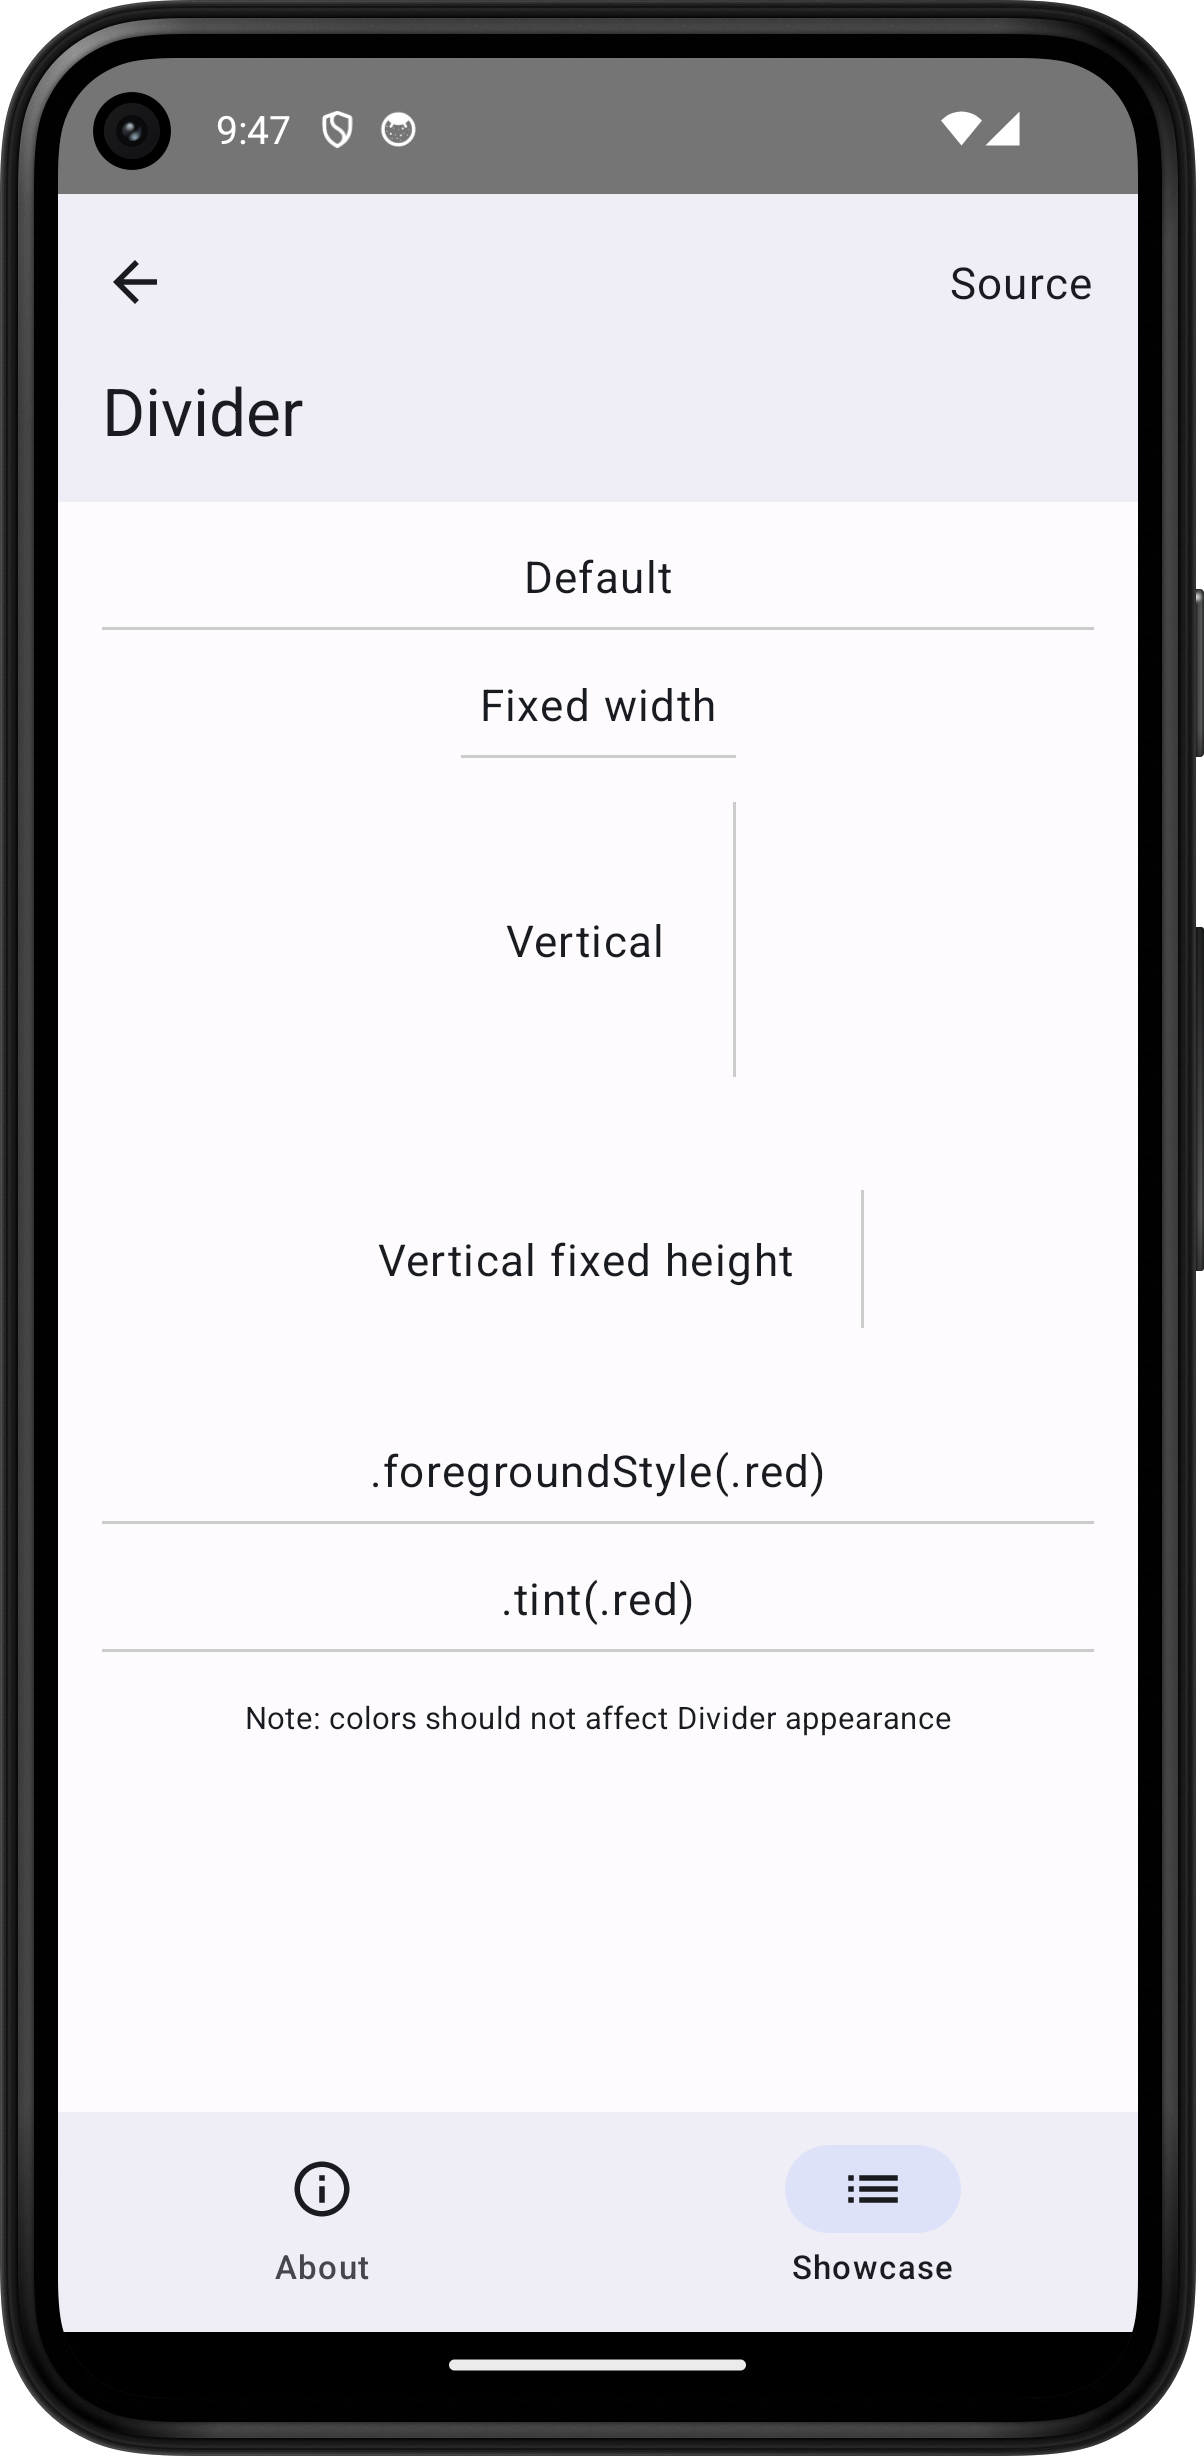 9:47
Source
Divider
Default
Fixed width
Vertical
Vertical fixed height
.foregroundStyle(.red)
.tint(.red)
Note: colors should not affect Divider appearance
About
Showcase